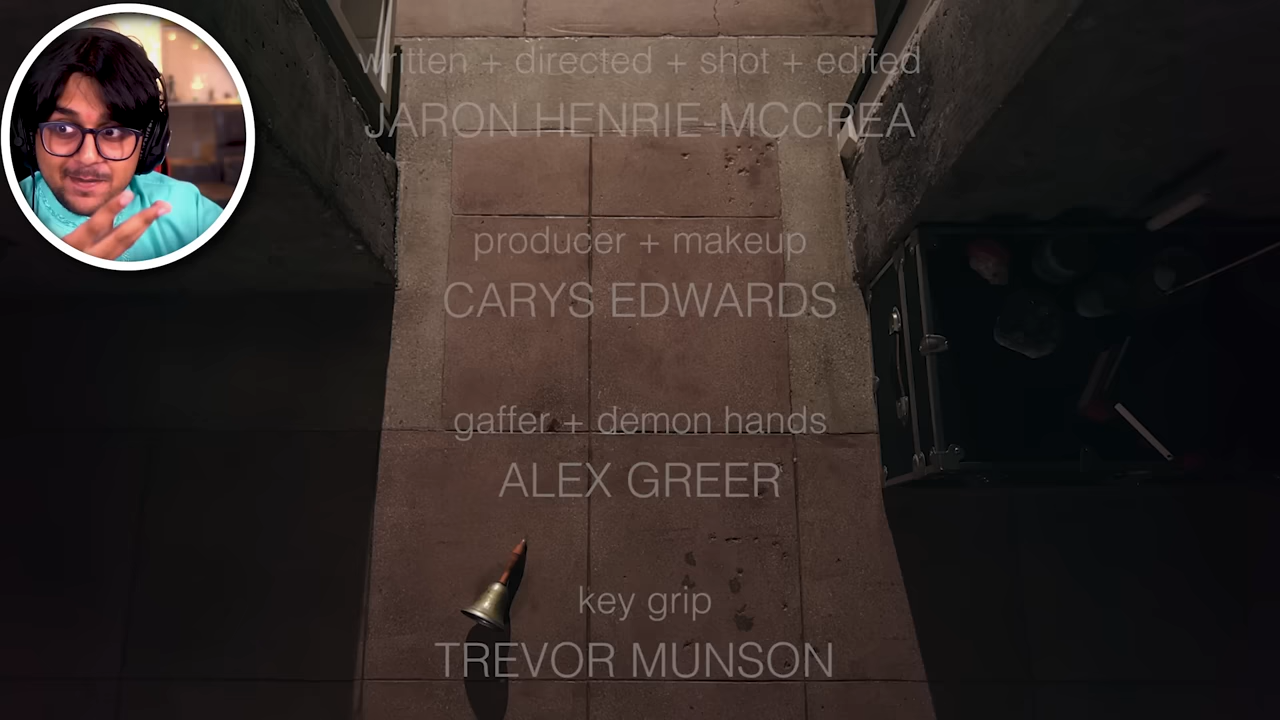 written + directed + shot + edited
JARON HENRIE-MCCREA
producer + makeup
CARYS EDWARDS
gaffer + demon hands
ALEX GREER
key grip
TREVOR MUNSON